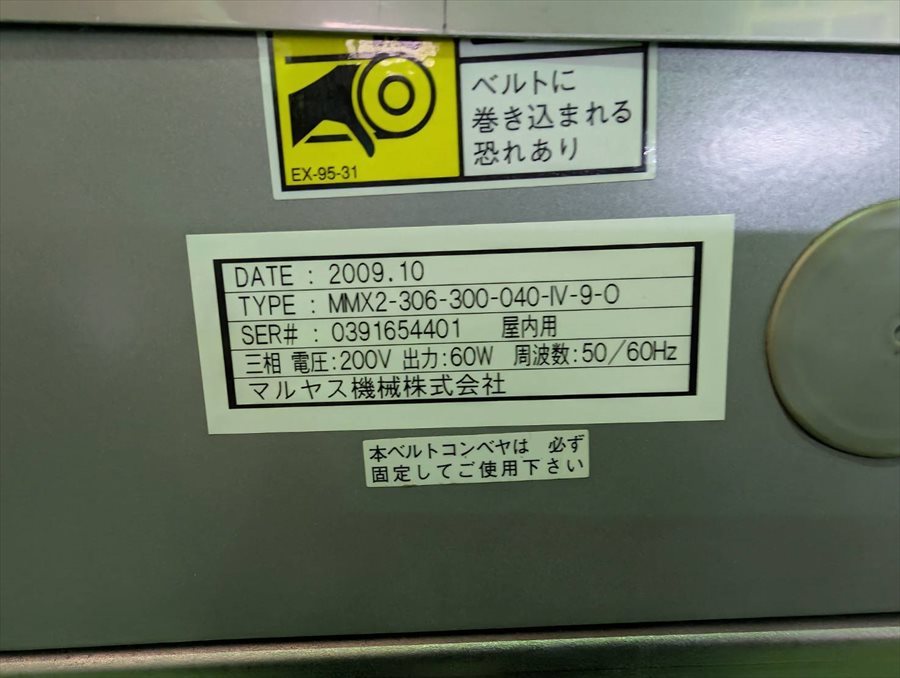 ベルトに
巻き込まれる
恐れあり
EX-95-31
DATE : 2009.10
TYPE : MMX2-306-300-040-IV-9-O
SER# : 0391654401 屋内用
三相 電圧:200V 出力:60W 周波数:50/60Hz
マルヤス機械株式会社
本ベルトコンベヤは 必ず
固定してご使用下さい